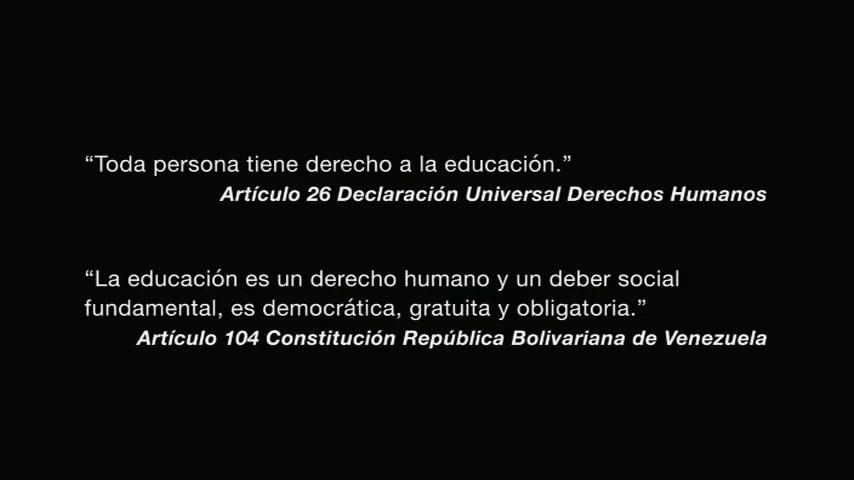 “Toda persona tiene derecho a la educación.”
Artículo 26 Declaración Universal Derechos Humanos
“La educación es un derecho humano y un deber social
fundamental, es democrática, gratuita y obligatoria.”
Artículo 104 Constitución República Bolivariana de Venezuela